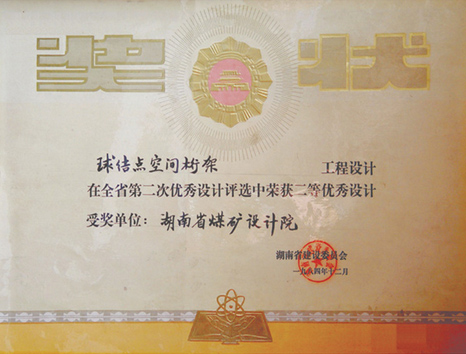 奖状
球结点空间桁架 工程设计
在全省第二次优秀设计评选中荣获二等优秀设计
受奖单位：湖南省煤矿设计院
湖南省建设委员会
一九八四年十二月